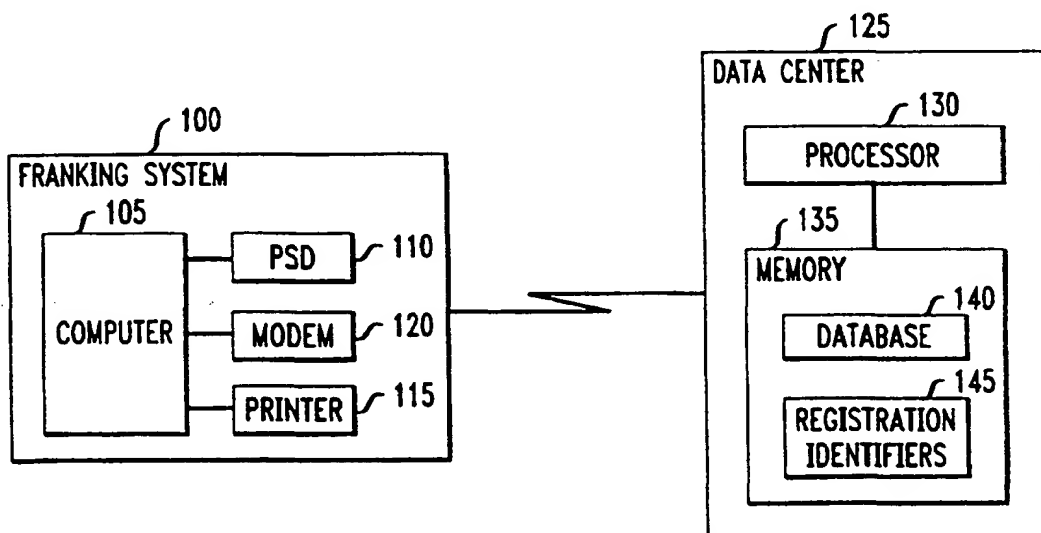 100
FRANKING SYSTEM
105
COMPUTER
PSD
110
MODEM
120
PRINTER
115
125
DATA CENTER
130
PROCESSOR
135
MEMORY
140
DATABASE
145
REGISTRATION
IDENTIFIERS